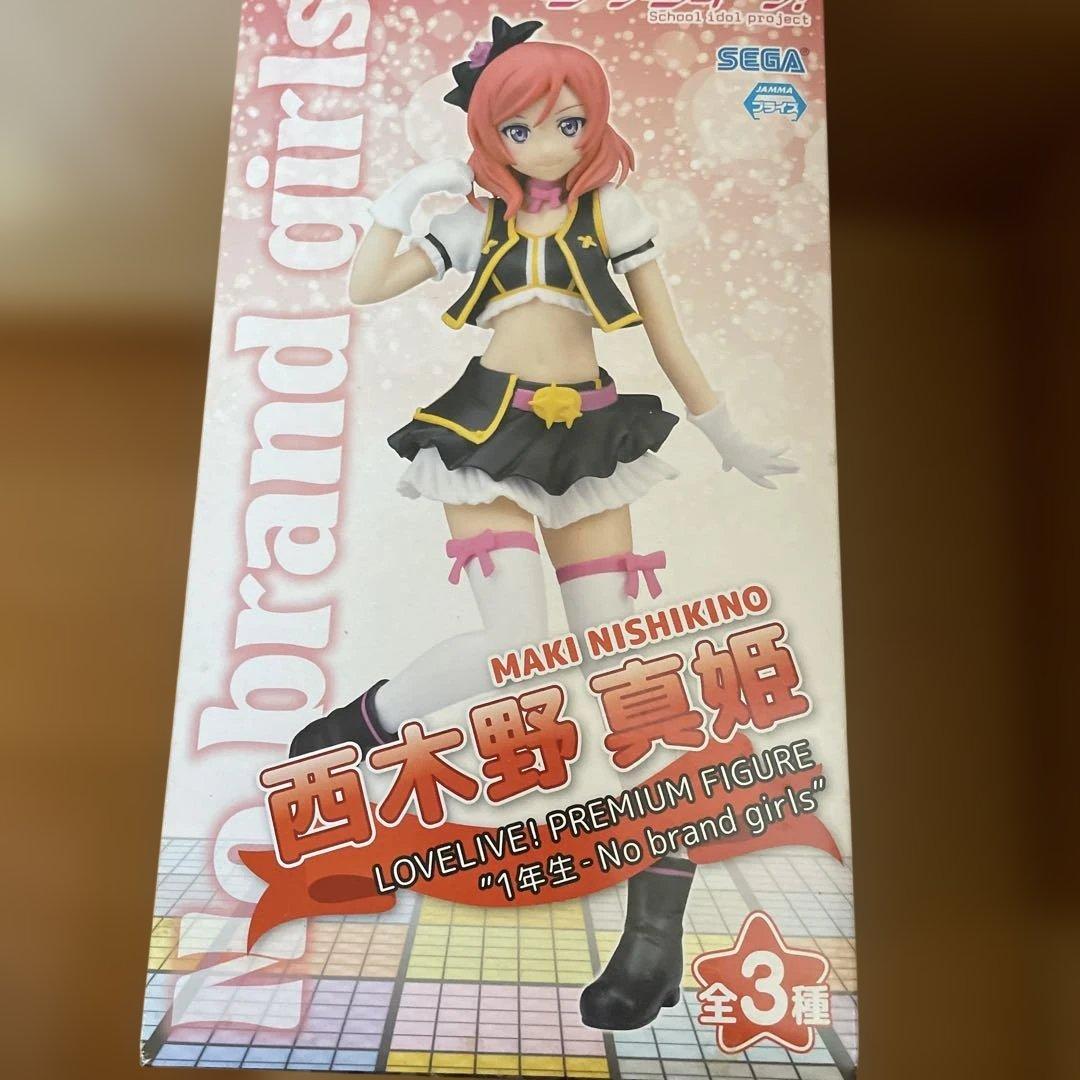 School idol project
SEGA
JAMMA
プライズ
No brand girls
MAKI NISHIKINO
西木野 真姫
LOVELIVE! PREMIUM FIGURE
"1年生-No brand girls"
全3種